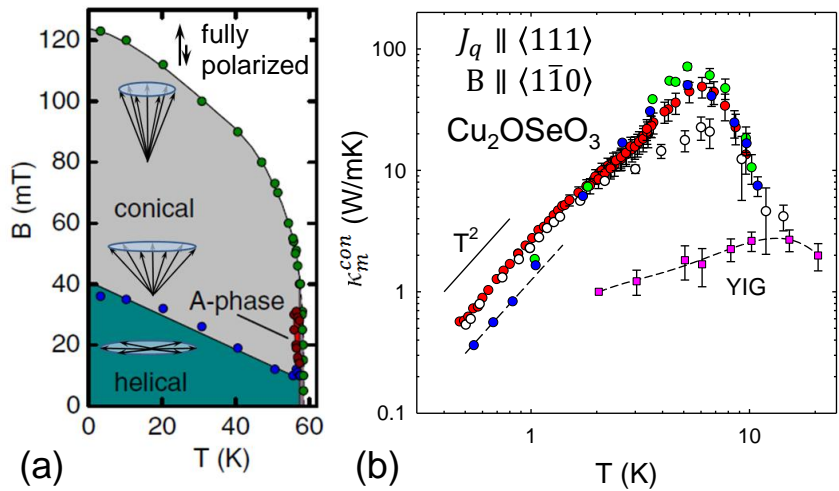 fully
polarized
conical
A-phase
helical
B (mT)
120
100
80
60
40
20
0
0 20 40 60
T (K)
(a)
J_q ∥ ⟨111⟩
B ∥ ⟨11̅0⟩
Cu₂OSeO₃
T²
YIG
κ_m^con (W/mK)
100
10
1
0.1
1 10
T (K)
(b)